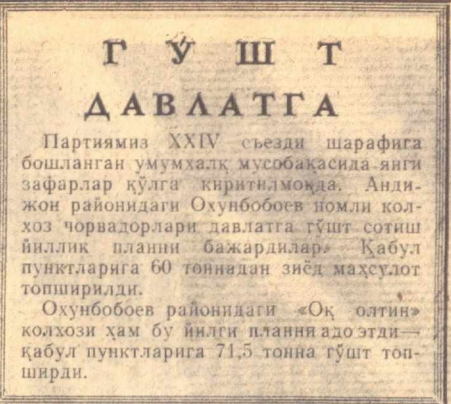 ГЎШТ
ДАВЛАТГА
Партиямиз XXIV съезди шарафига
бошланган умумхалқ мусобақасида янги
зафарлар қўлга киритилмоқда. Анди-
жон районидаги Охунбобоев номли кол-
хоз чорвадорлари давлатга гўшт сотиш
йиллик планни бажардилар. Қабул
пунктларига 60 тоннадан зиёд маҳсулот
топширилди.
Охунбобоев районидаги «Оқ олтин»
колхози ҳам бу йилги планни адо этди—
қабул пунктларига 71,5 тонна гўшт топ-
ширди.